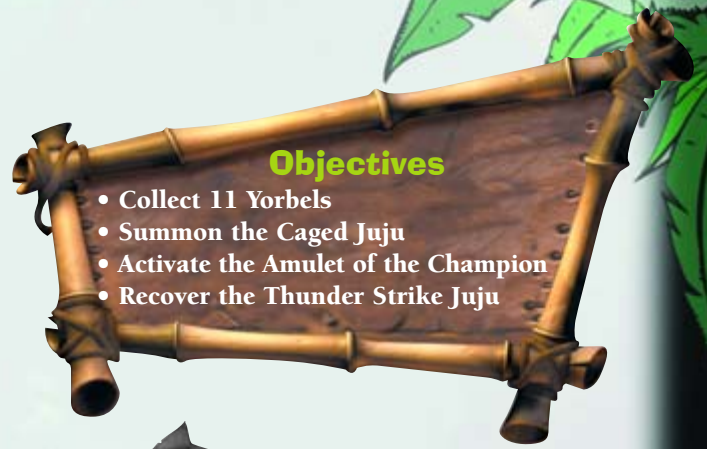 Objectives
• Collect 11 Yorbels
• Summon the Caged Juju
• Activate the Amulet of the Champion
• Recover the Thunder Strike Juju